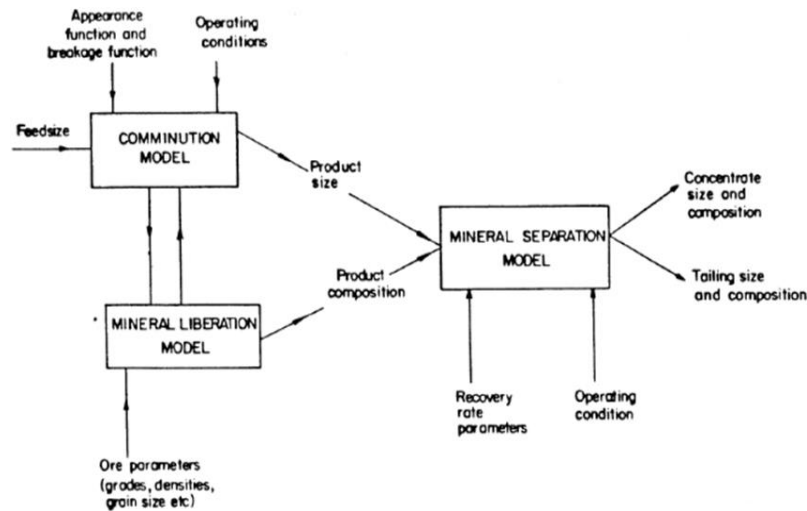 Appearance
function and
breakage function
Operating
conditions
Feedsize
COMMINUTION
MODEL
Product
size
Concentrate
size and
composition
MINERAL SEPARATION
MODEL
Product
composition
Tailing size
and composition
MINERAL LIBERATION
MODEL
Recovery
rate
parameters
Operating
condition
Ore parameters
(grades, densities,
grain size etc)